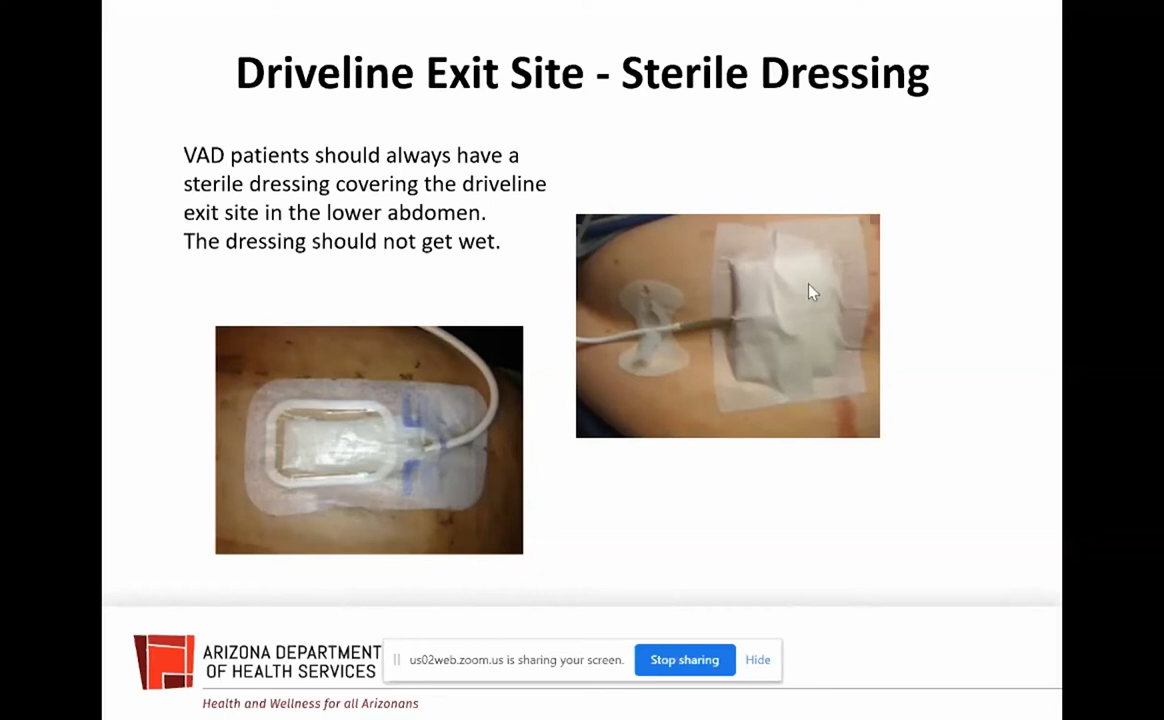 Driveline Exit Site - Sterile Dressing
VAD patients should always have a
sterile dressing covering the driveline
exit site in the lower abdomen.
The dressing should not get wet.
ARIZONA DEPARTMENT
OF HEALTH SERVICES
us02web.zoom.us is sharing your screen.
Stop sharing
Hide
Health and Wellness for all Arizonans